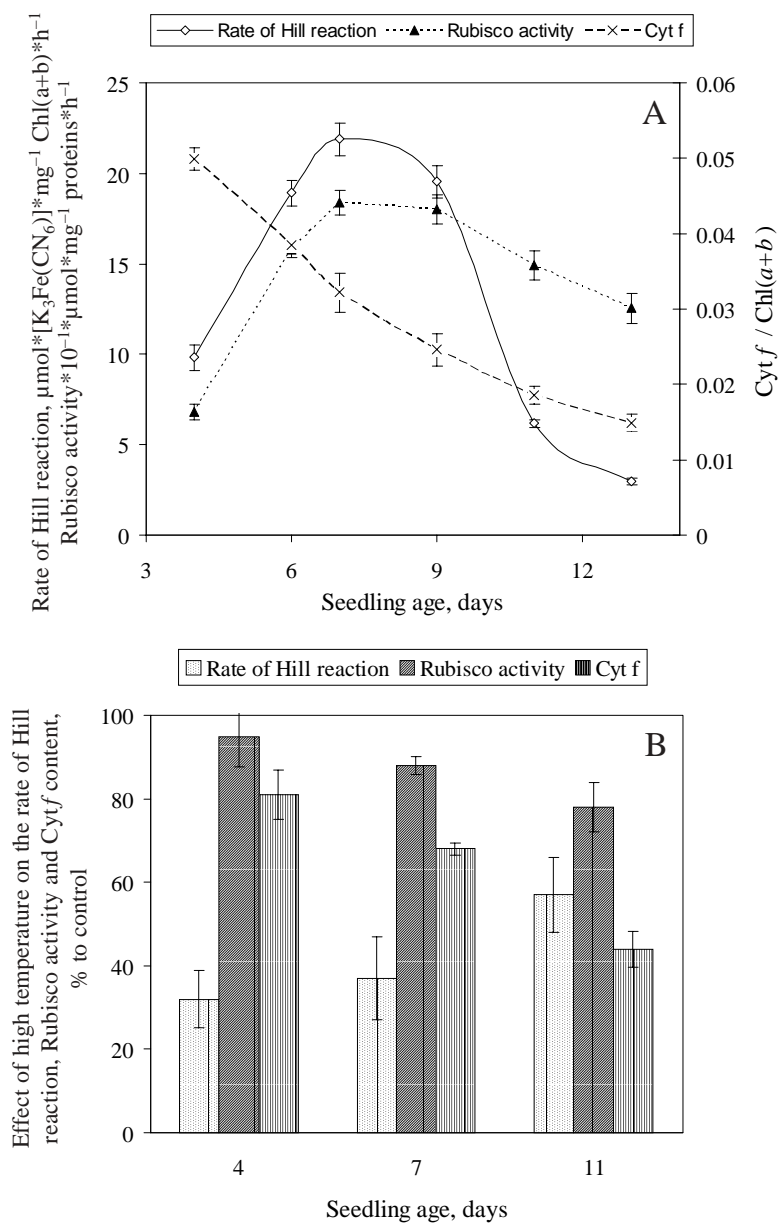 Rate of Hill reaction Rubisco activity Cyt f
A
Rate of Hill reaction, μmol*[K₃Fe(CN₆)]*mg⁻¹ Chl(a+b)*h⁻¹
Rubisco activity*10⁻¹*μmol*mg⁻¹ proteins*h⁻¹
25
20
15
10
5
0
0.06
0.05
0.04
0.03
0.02
0.01
0
Cyt f / Chl(a+b)
3 6 9 12
Seedling age, days
Rate of Hill reaction Rubisco activity Cyt f
B
Effect of high temperature on the rate of Hill
reaction, Rubisco activity and Cyt f content,
% to control
100
80
60
40
20
0
4 7 11
Seedling age, days